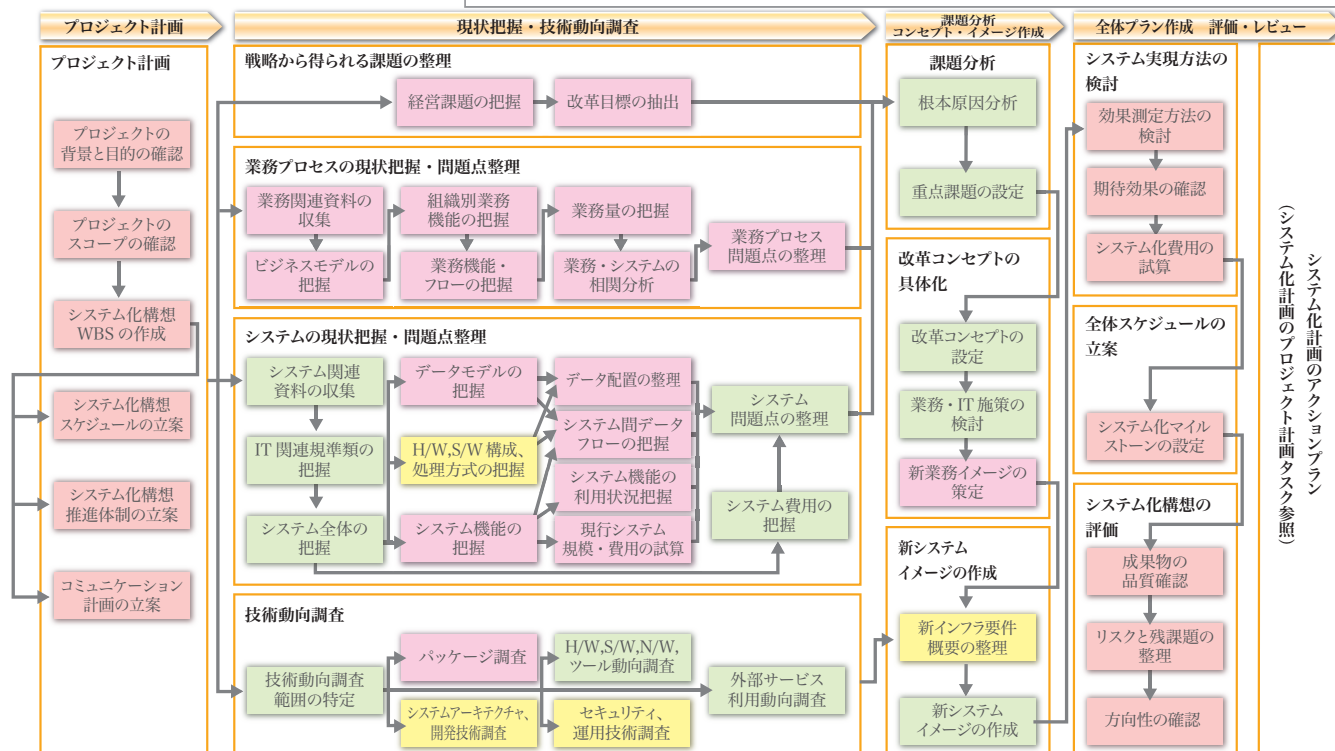 プロジェクト計画
現状把握・技術動向調査
課題分析
コンセプト・イメージ作成
全体プラン作成 評価・レビュー
プロジェクト計画
プロジェクトの
背景と目的の確認
プロジェクトの
スコープの確認
システム化構想
WBS の作成
システム化構想
スケジュールの立案
システム化構想
推進体制の立案
コミュニケーション
計画の立案
戦略から得られる課題の整理
経営課題の把握
改革目標の抽出
業務プロセスの現状把握・問題点整理
業務関連資料の
収集
ビジネスモデルの
把握
組織別業務
機能の把握
業務機能・
フローの把握
業務量の把握
業務・システムの
相関分析
業務プロセス
問題点の整理
システムの現状把握・問題点整理
システム関連
資料の収集
IT 関連規準類の
把握
システム全体の
把握
データモデルの
把握
H/W,S/W 構成、
処理方式の把握
システム機能の
把握
データ配置の整理
システム間データ
フローの把握
システム機能の
利用状況把握
現行システム
規模・費用の試算
システム
問題点の整理
システム費用の
把握
技術動向調査
技術動向調査
範囲の特定
パッケージ調査
システムアーキテクチャ、
開発技術調査
H/W,S/W,N/W,
ツール動向調査
セキュリティ、
運用技術調査
外部サービス
利用動向調査
課題分析
根本原因分析
重点課題の設定
改革コンセプトの
具体化
改革コンセプトの
設定
業務・IT 施策の
検討
新業務イメージの
策定
新システム
イメージの作成
新インフラ要件
概要の整理
新システム
イメージの作成
システム実現方法の
検討
効果測定方法の
検討
期待効果の確認
システム化費用の
試算
全体スケジュールの
立案
システム化マイル
ストーンの設定
システム化構想の
評価
成果物の
品質確認
リスクと残課題の
整理
方向性の確認
システム化計画のアクションプラン
（システム化計画のプロジェクト計画タスク参照）